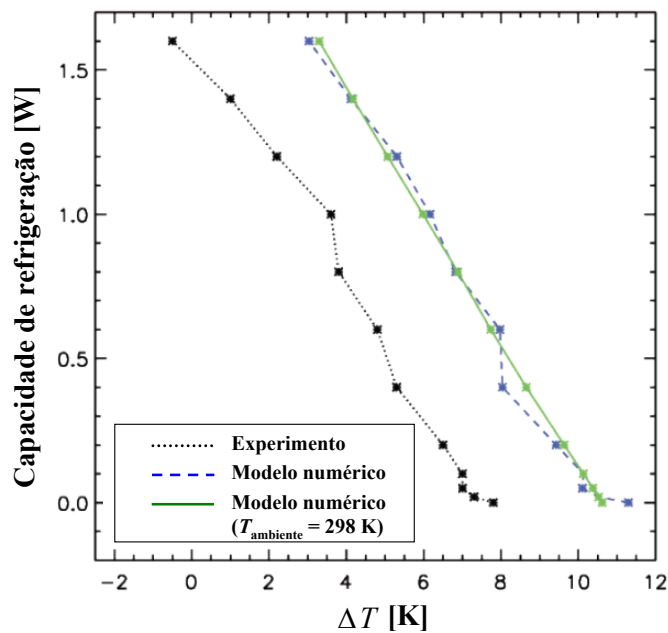 Capacidade de refrigeração [W]
1.5
1.0
0.5
0.0
Experimento
Modelo numérico
Modelo numérico
(T_ambiente = 298 K)
-2 0 2 4 6 8 10 12
ΔT [K]